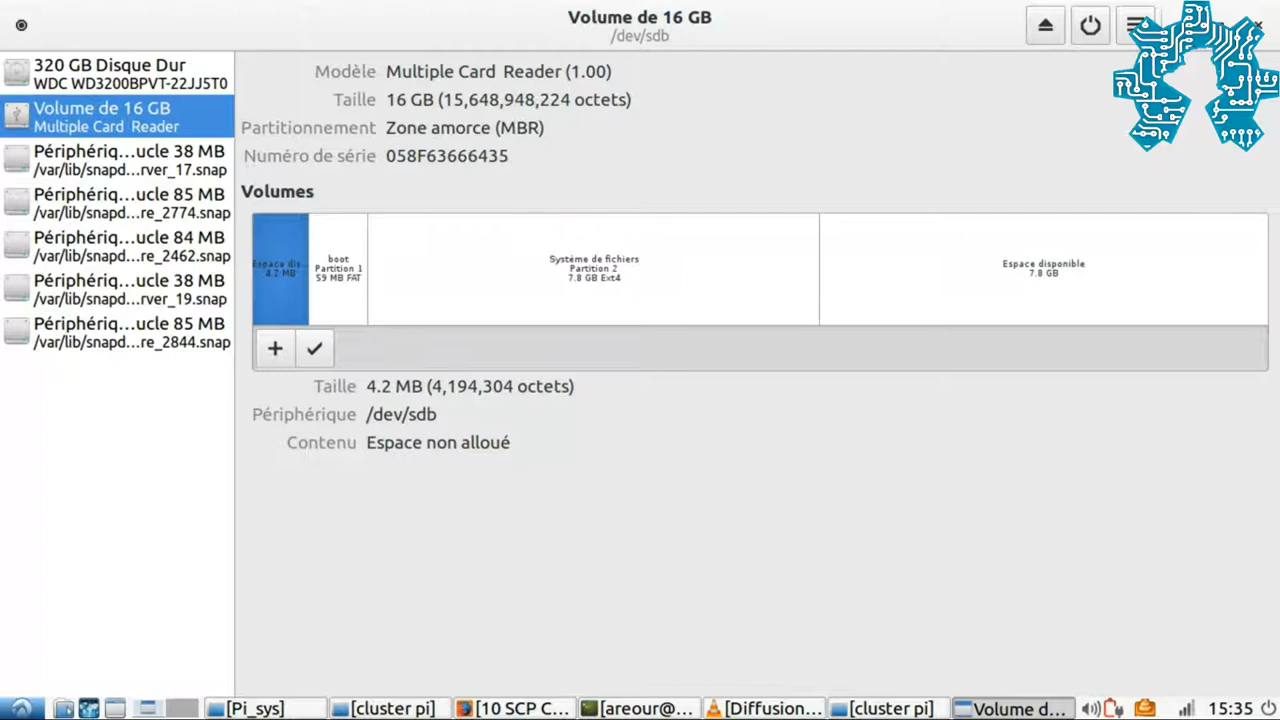 Volume de 16 GB
/dev/sdb
320 GB Disque Dur
WDC WD3200BPVT-22JJ5T0
Volume de 16 GB
Multiple Card Reader
Périphériq...ucle 38 MB
/var/lib/snapd...rver_17.snap
Périphériq...ucle 85 MB
/var/lib/snapd...re_2774.snap
Périphériq...ucle 84 MB
/var/lib/snapd...re_2462.snap
Périphériq...ucle 38 MB
/var/lib/snapd...rver_19.snap
Périphériq...ucle 85 MB
/var/lib/snapd...re_2844.snap
Modèle Multiple Card Reader (1.00)
Taille 16 GB (15,648,948,224 octets)
Partitionnement Zone amorce (MBR)
Numéro de série 058F63666435
Volumes
Espace dis...
4.2 MB
boot
Partition 1
59 MB FAT
Système de fichiers
Partition 2
7.8 GB Ext4
Espace disponible
7.8 GB
Taille 4.2 MB (4,194,304 octets)
Périphérique /dev/sdb
Contenu Espace non alloué
[Pi_sys] [cluster pi] [10 SCP C... [areour@... [Diffusion... [cluster pi] Volume d... 15:35